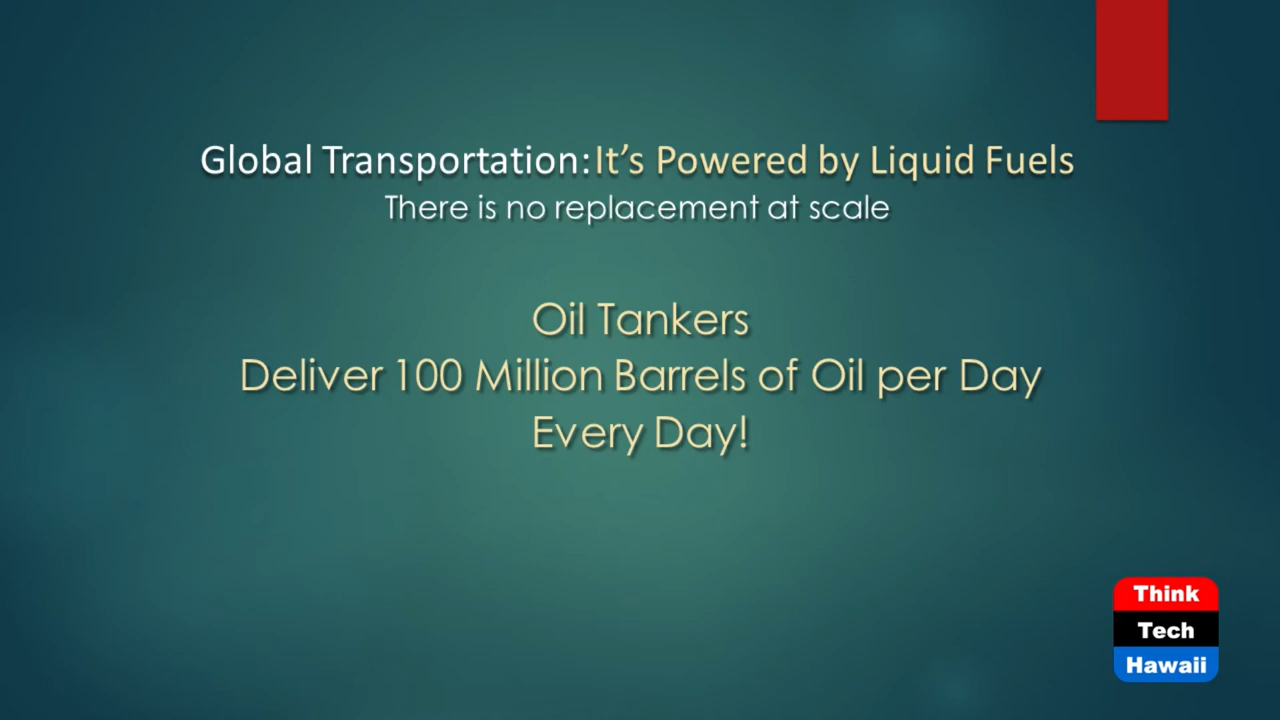 Global Transportation: It's Powered by Liquid Fuels
There is no replacement at scale
Oil Tankers
Deliver 100 Million Barrels of Oil per Day
Every Day!
Think
Tech
Hawaii